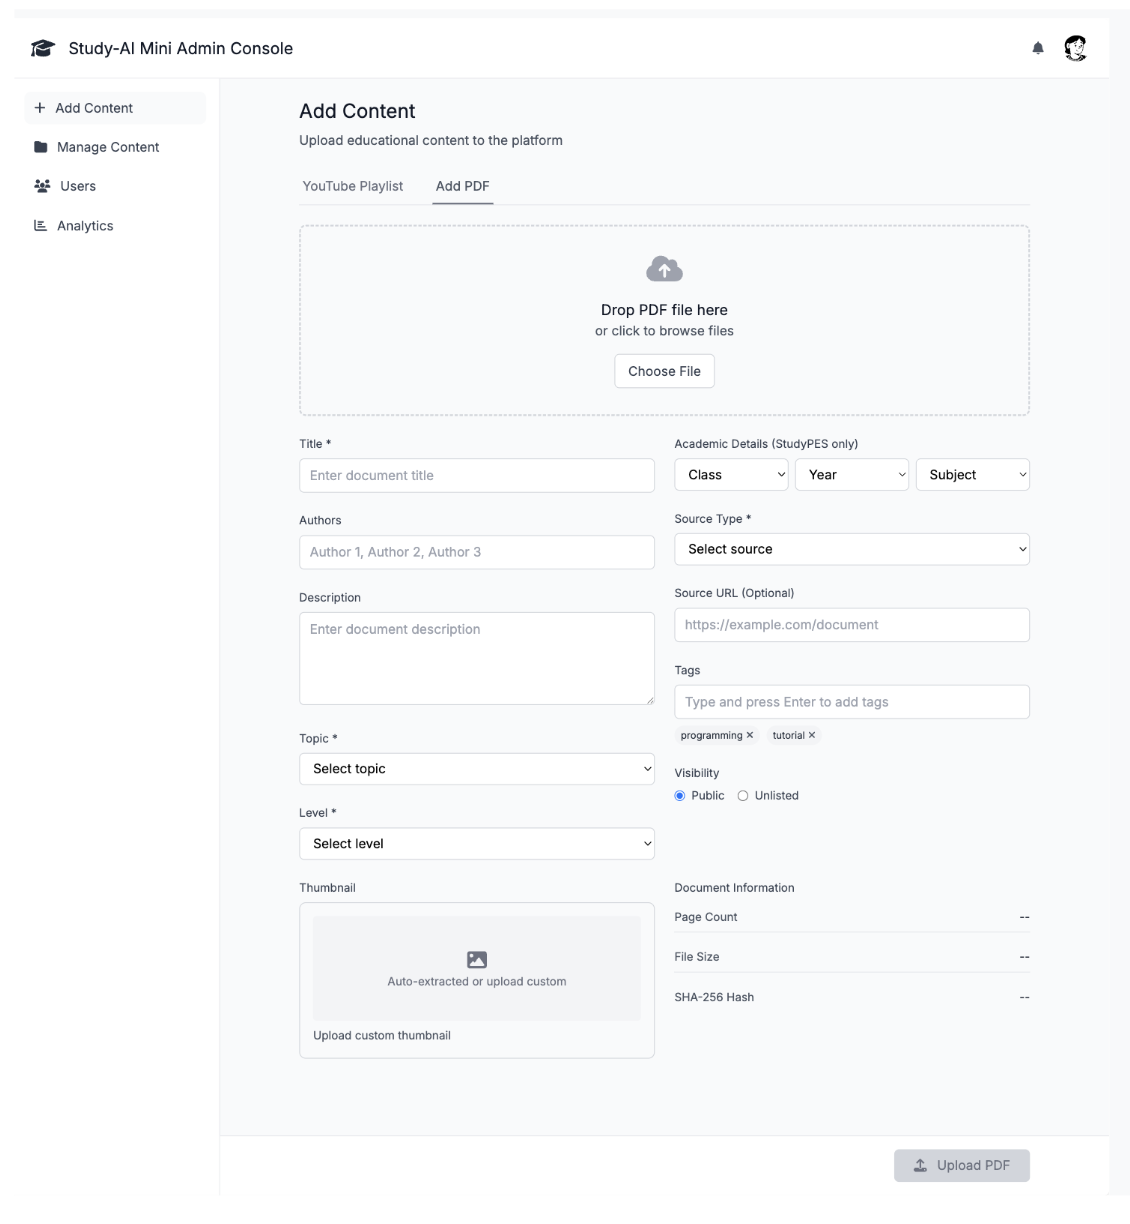 Study-AI Mini Admin Console
Add Content
Manage Content
Users
Analytics
Add Content
Upload educational content to the platform
YouTube Playlist
Add PDF
Drop PDF file here
or click to browse files
Choose File
Title *
Enter document title
Authors
Author 1, Author 2, Author 3
Description
Enter document description
Topic *
Select topic
Level *
Select level
Thumbnail
Auto-extracted or upload custom
Upload custom thumbnail
Academic Details (StudyPES only)
Class
Year
Subject
Source Type *
Select source
Source URL (Optional)
https://example.com/document
Tags
Type and press Enter to add tags
programming ×
tutorial ×
Visibility
Public
Unlisted
Document Information
Page Count --
File Size --
SHA-256 Hash --
Upload PDF